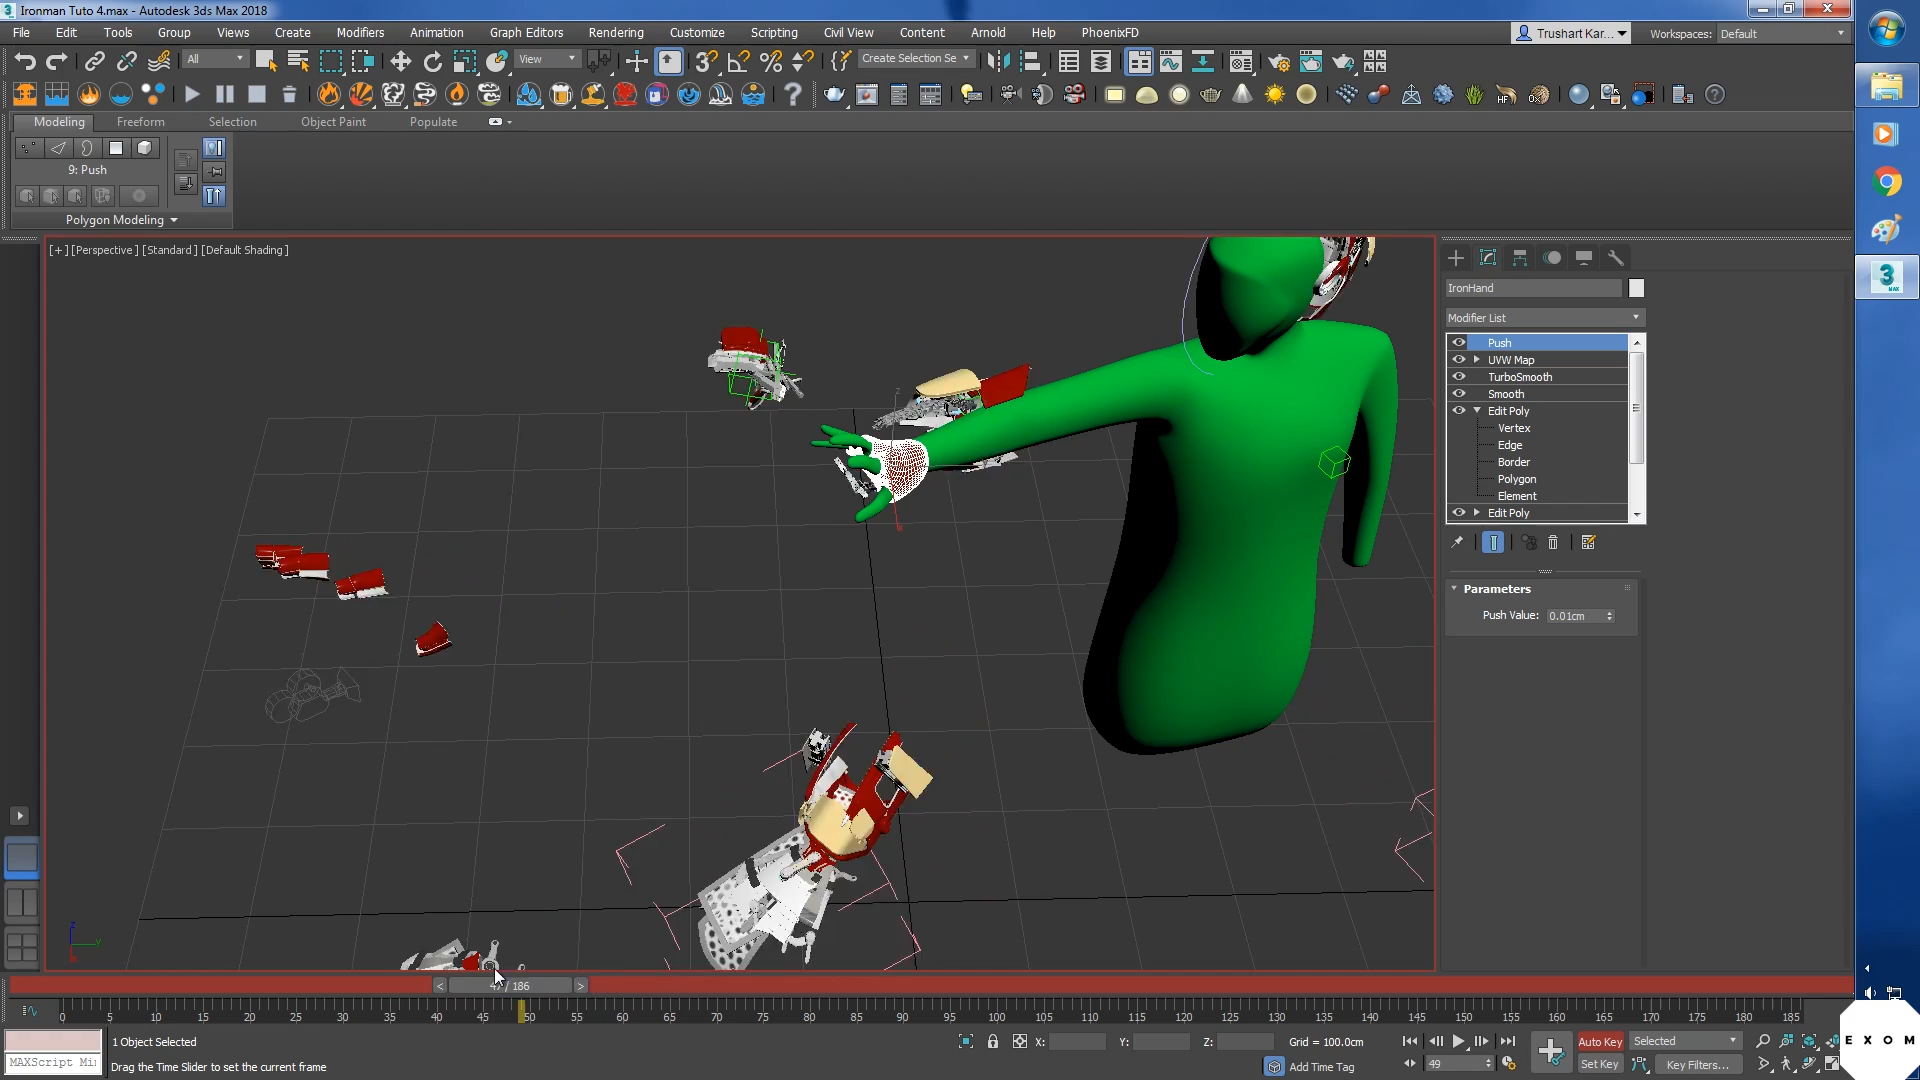 Ironman Tuto 4.max - Autodesk 3ds Max 2018
File Edit Tools Group Views Create Modifiers Animation Graph Editors Rendering Customize Scripting Civil View Content Arnold Help PhoenixFD
Trushart Kar... Workspaces: Default
All View Create Selection Se
Modeling Freeform Selection Object Paint Populate
9: Push
Polygon Modeling
[+] [Perspective] [Standard] [Default Shading]
IronHand
Modifier List
Push
UVW Map
TurboSmooth
Smooth
Edit Poly
Vertex
Edge
Border
Polygon
Element
Edit Poly
Parameters
Push Value: 0.01cm
/ 186
0 5 10 15 20 25 30 35 40 45 50 55 60 65 70 75 80 85 90 95 100 105 110 115 120 125 130 135 140 145 150 155 160 165 170 175 180 185
1 Object Selected
X: Y: Z: Grid = 100.0cm
Auto Key Selected
MAXScript Mi
Drag the Time Slider to set the current frame
Add Time Tag
49
Set Key Key Filters...
EXOM
3
MAX